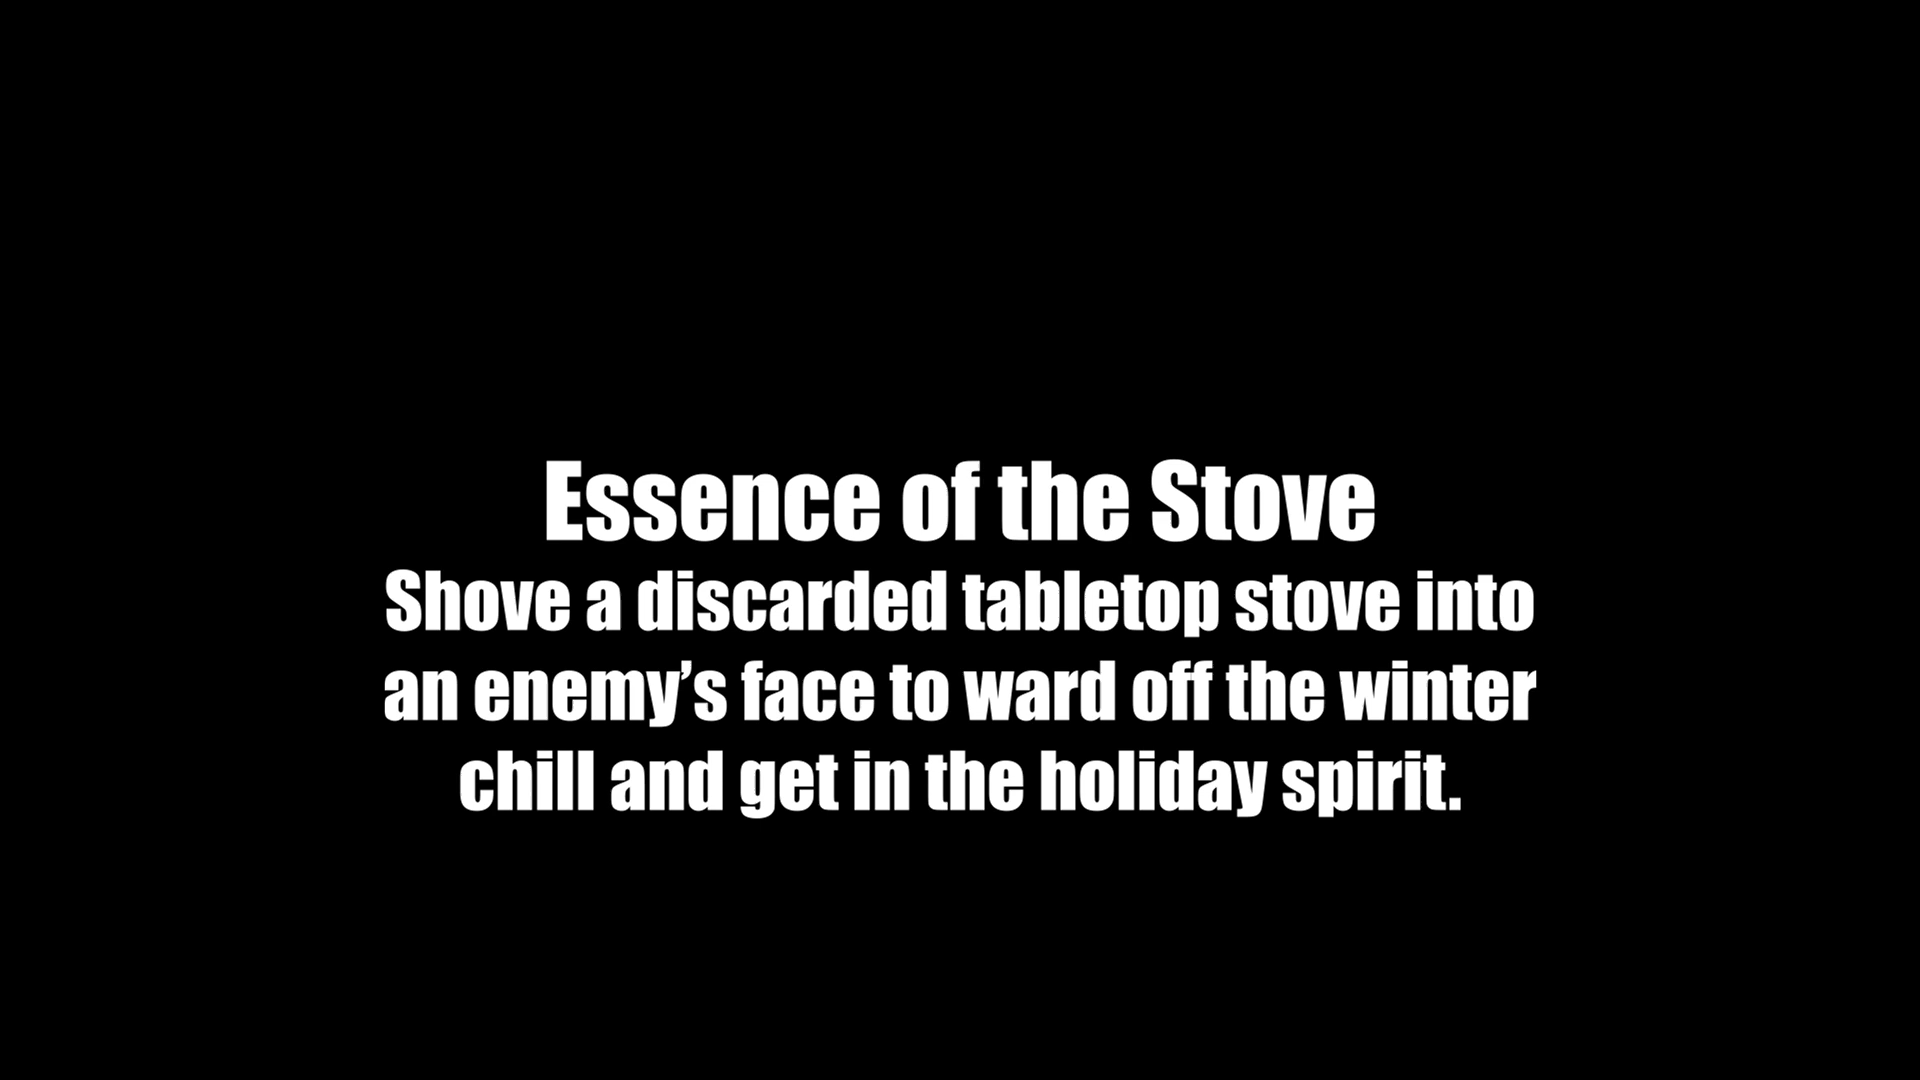 Essence of the Stove
Shove a discarded tabletop stove into
an enemy’s face to ward off the winter
chill and get in the holiday spirit.